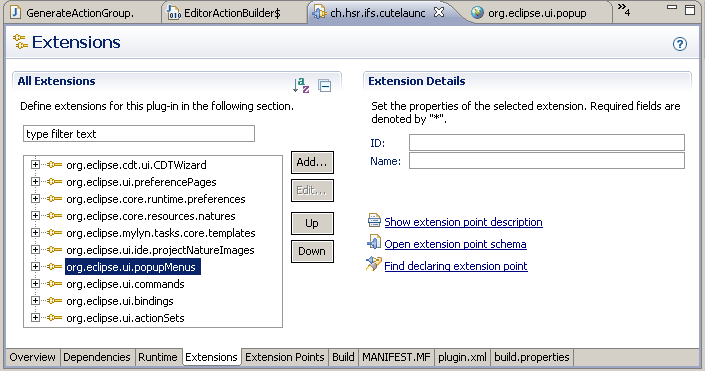 GenerateActionGroup. EditorActionBuilder$ ch.hsr.ifs.cutelaunc org.eclipse.ui.popup »4
Extensions
All Extensions
Define extensions for this plug-in in the following section.
type filter text
org.eclipse.cdt.ui.CDTWizard
org.eclipse.ui.preferencePages
org.eclipse.core.runtime.preferences
org.eclipse.core.resources.natures
org.eclipse.mylyn.tasks.core.templates
org.eclipse.ui.ide.projectNatureImages
org.eclipse.ui.popupMenus
org.eclipse.ui.commands
org.eclipse.ui.bindings
org.eclipse.ui.actionSets
Add...
Edit...
Up
Down
Extension Details
Set the properties of the selected extension. Required fields are
denoted by "*".
ID:
Name:
Show extension point description
Open extension point schema
Find declaring extension point
Overview Dependencies Runtime Extensions Extension Points Build MANIFEST.MF plugin.xml build.properties